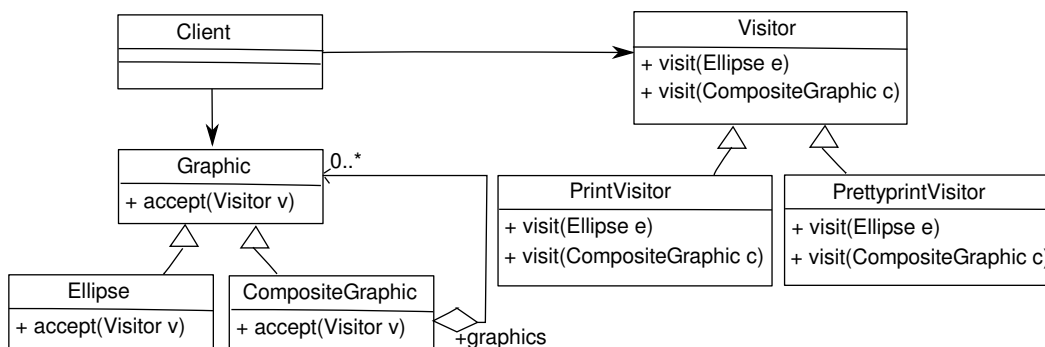 Client
Visitor
+ visit(Ellipse e)
+ visit(CompositeGraphic c)
Graphic
+ accept(Visitor v)
0..*
PrintVisitor
+ visit(Ellipse e)
+ visit(CompositeGraphic c)
PrettyprintVisitor
+ visit(Ellipse e)
+ visit(CompositeGraphic c)
Ellipse
+ accept(Visitor v)
CompositeGraphic
+ accept(Visitor v)
+graphics